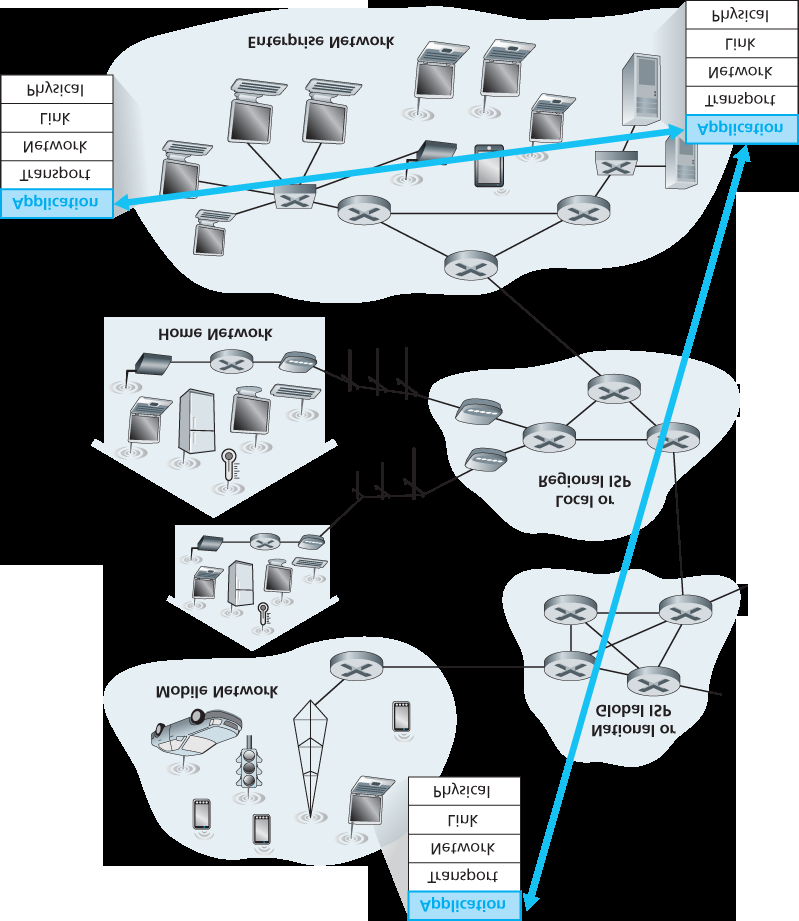 Application
Transport
Network
Link
Physical
National or
Global ISP
Mobile Network
Local or
Regional ISP
Home Network
Application
Transport
Network
Link
Physical
Application
Transport
Network
Link
Physical
Enterprise Network